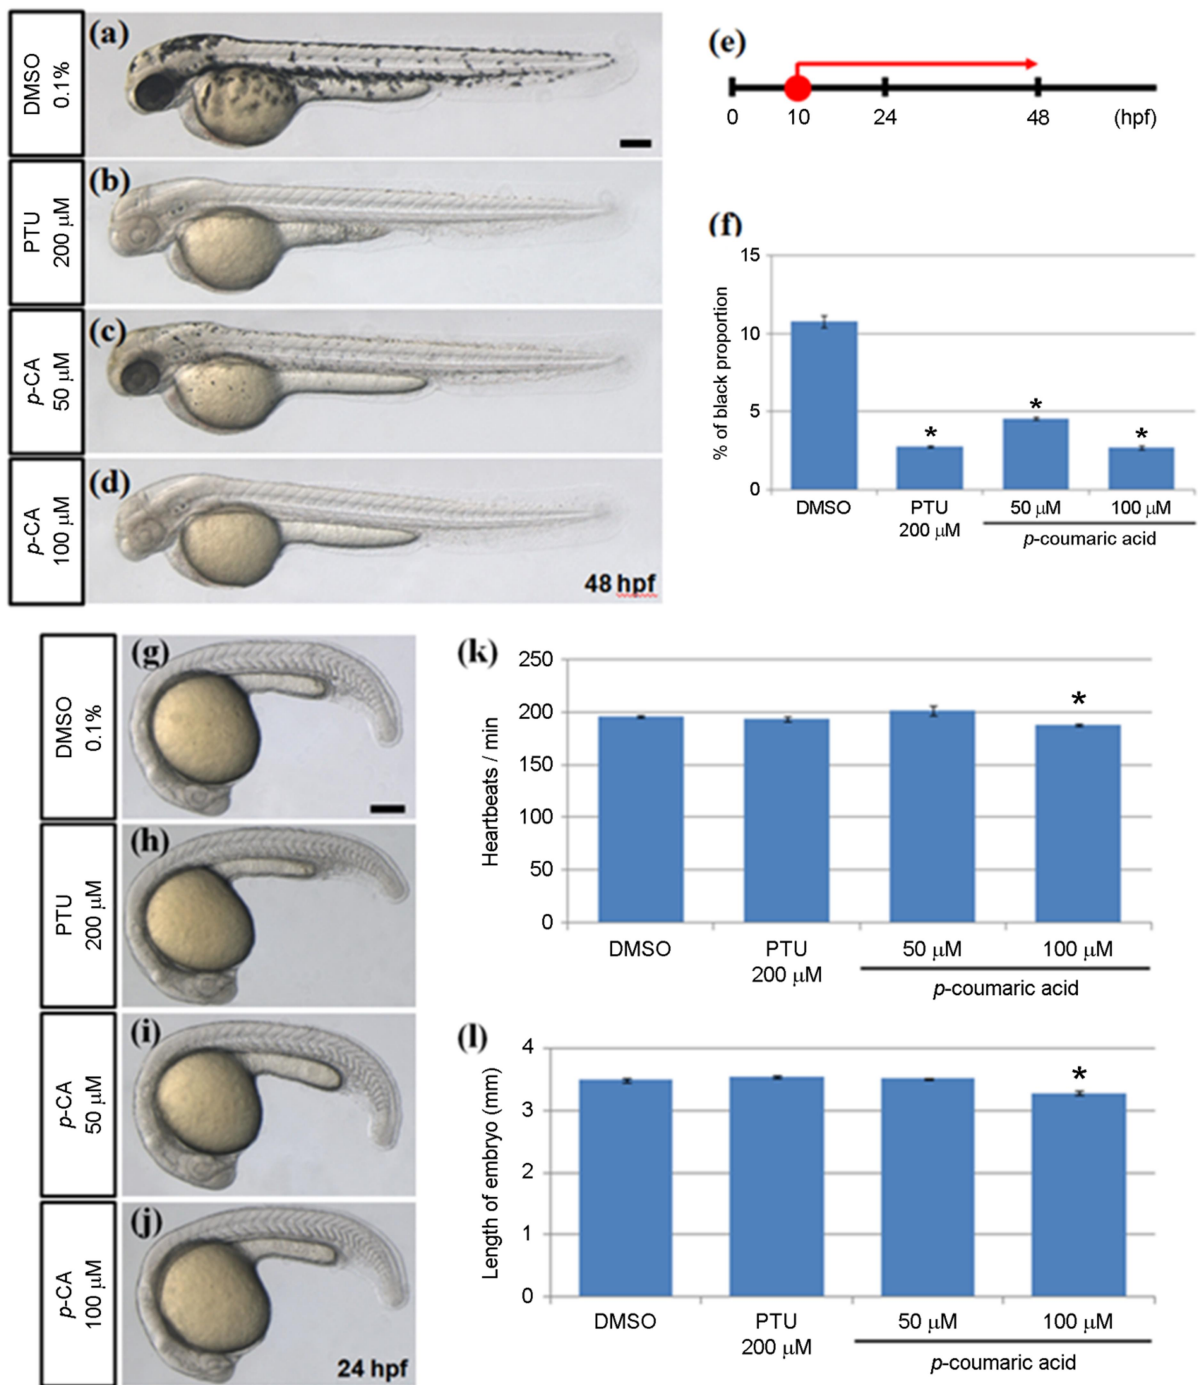 (a)
DMSO
0.1%
(b)
PTU
200 μM
(c)
p-CA
50 μM
(d)
p-CA
100 μM
48 hpf
(e)
0 10 24 48 (hpf)
(f)
% of black proportion
15
10
5
0
*
*
*
DMSO PTU 50 μM 100 μM
200 μM
p-coumaric acid
(g)
DMSO
0.1%
(h)
PTU
200 μM
(i)
p-CA
50 μM
(j)
p-CA
100 μM
24 hpf
(k)
Heartbeats / min
250
200
150
100
50
0
*
DMSO PTU 50 μM 100 μM
200 μM
p-coumaric acid
(l)
Length of embryo (mm)
4
3
2
1
0
*
DMSO PTU 50 μM 100 μM
200 μM
p-coumaric acid